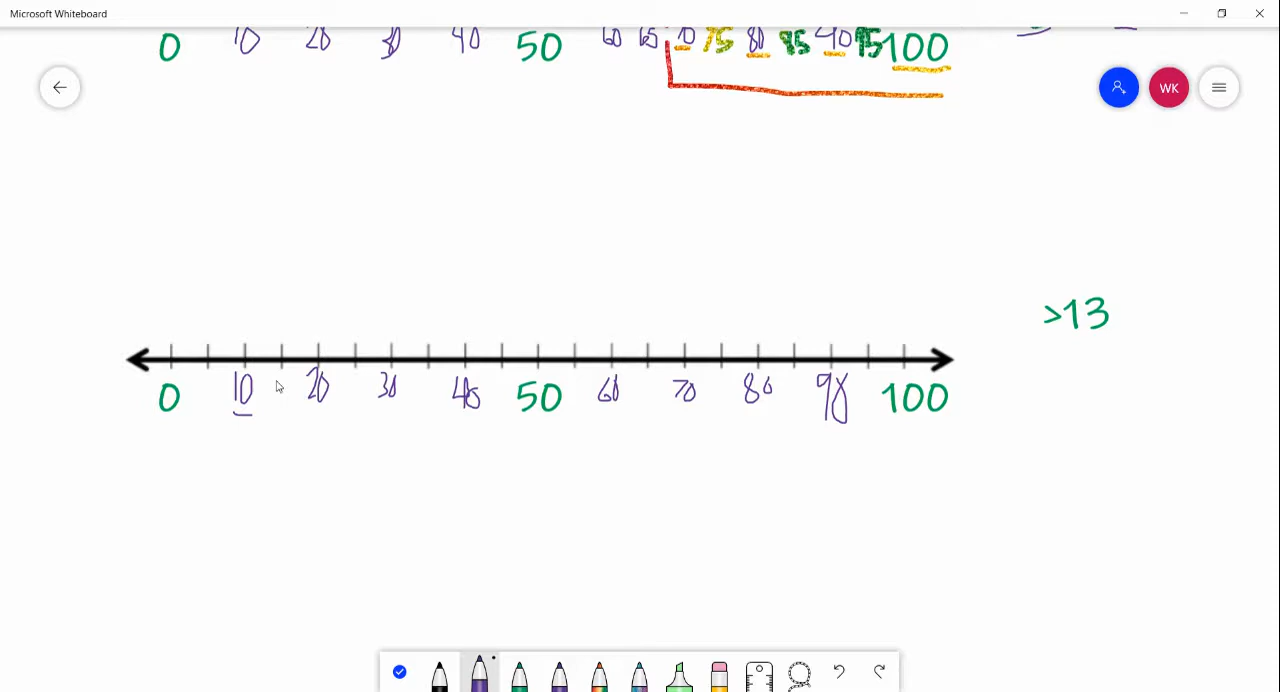 Microsoft Whiteboard
0 10 20 30 40 50 60 65 70 75 80 85 90 95 100
WK
>13
0 10 20 30 40 50 60 70 80 90 100